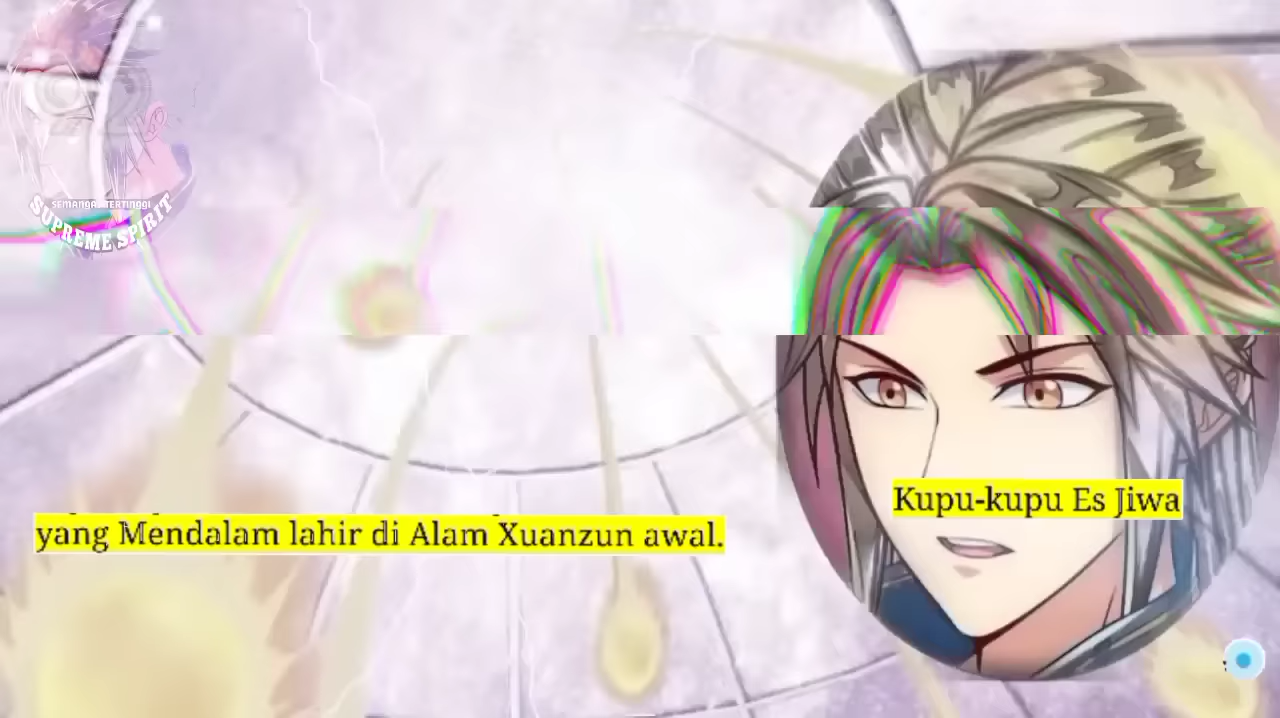 SEMANGAT TERTINGGI
SUPREME SPIRIT
Kupu-kupu Es Jiwa
yang Mendalam lahir di Alam Xuanzun awal.